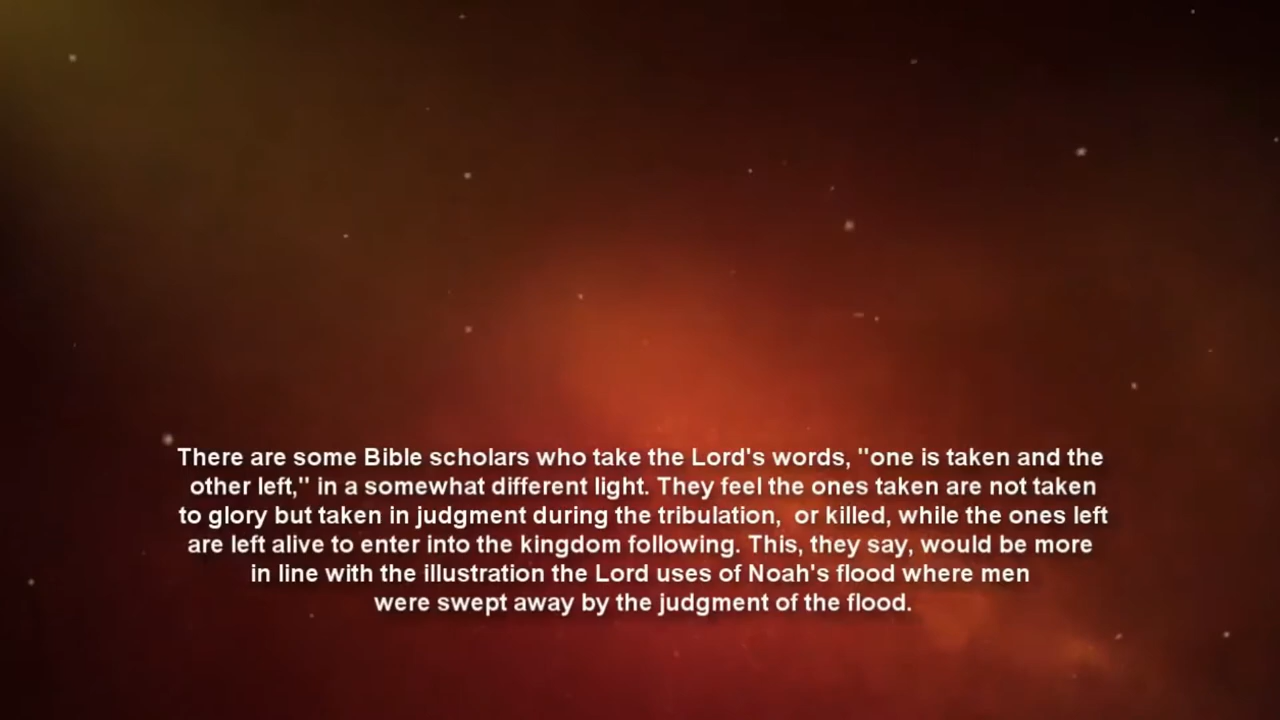 There are some Bible scholars who take the Lord's words, "one is taken and the
other left," in a somewhat different light. They feel the ones taken are not taken
to glory but taken in judgment during the tribulation,  or killed, while the ones left
are left alive to enter into the kingdom following. This, they say, would be more
in line with the illustration the Lord uses of Noah's flood where men
were swept away by the judgment of the flood.